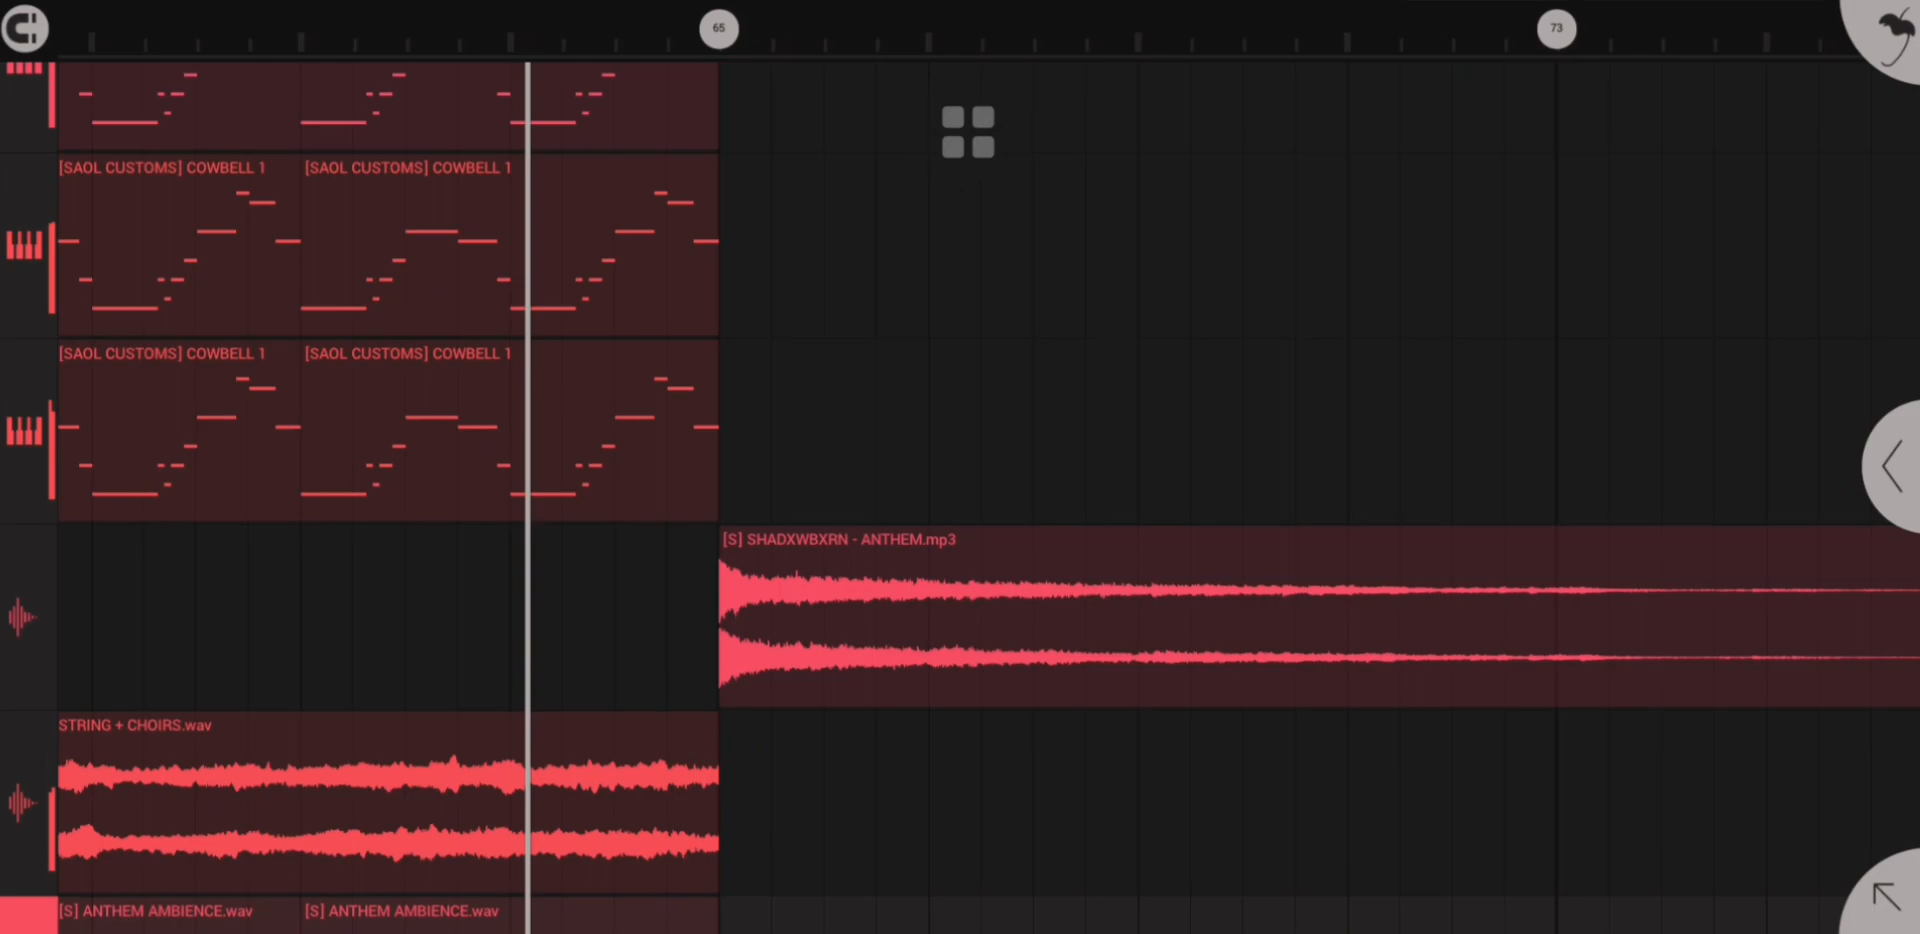 65
73
[SAOL CUSTOMS] COWBELL 1
[SAOL CUSTOMS] COWBELL 1
[SAOL CUSTOMS] COWBELL 1
[SAOL CUSTOMS] COWBELL 1
[S] SHADXWBXRN - ANTHEM.mp3
STRING + CHOIRS.wav
[S] ANTHEM AMBIENCE.wav
[S] ANTHEM AMBIENCE.wav